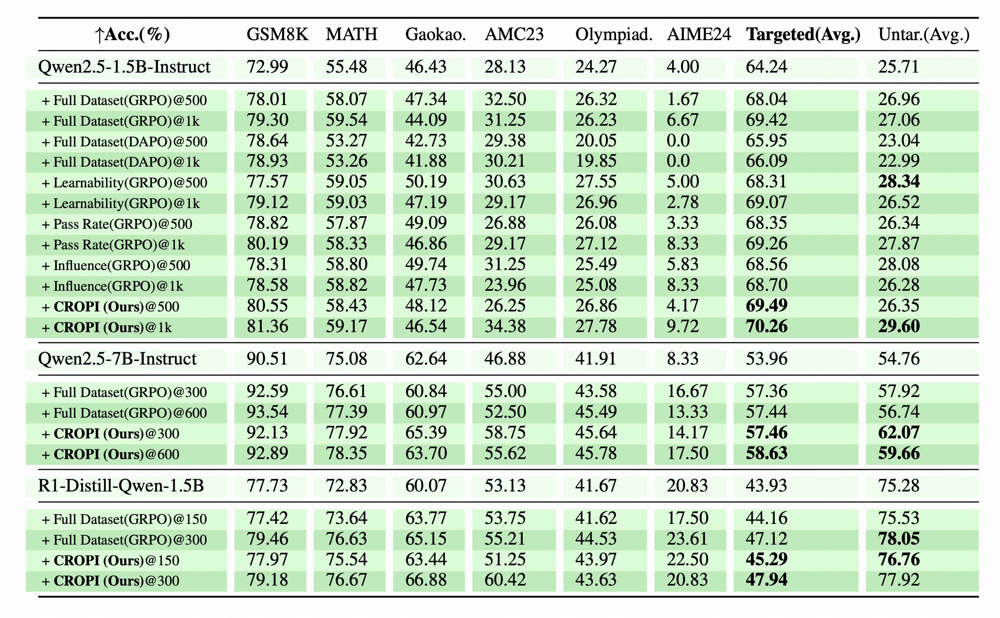 ↑Acc.(%) GSM8K MATH Gaokao. AMC23 Olympiad. AIME24 Targeted(Avg.) Untar.(Avg.)
Qwen2.5-1.5B-Instruct 72.99 55.48 46.43 28.13 24.27 4.00 64.24 25.71
+ Full Dataset(GRPO)@500 78.01 58.07 47.34 32.50 26.32 1.67 68.04 26.96
+ Full Dataset(GRPO)@1k 79.30 59.54 44.09 31.25 26.23 6.67 69.42 27.06
+ Full Dataset(DAPO)@500 78.64 53.27 42.73 29.38 20.05 0.0 65.95 23.04
+ Full Dataset(DAPO)@1k 78.93 53.26 41.88 30.21 19.85 0.0 66.09 22.99
+ Learnability(GRPO)@500 77.57 59.05 50.19 30.63 27.55 5.00 68.31 28.34
+ Learnability(GRPO)@1k 79.12 59.03 47.19 29.17 26.96 2.78 69.07 26.52
+ Pass Rate(GRPO)@500 78.82 57.87 49.09 26.88 26.08 3.33 68.35 26.34
+ Pass Rate(GRPO)@1k 80.19 58.33 46.86 29.17 27.12 8.33 69.26 27.87
+ Influence(GRPO)@500 78.31 58.80 49.74 31.25 25.49 5.83 68.56 28.08
+ Influence(GRPO)@1k 78.58 58.82 47.73 23.96 25.08 8.33 68.70 26.28
+ CROPI (Ours)@500 80.55 58.43 48.12 26.25 26.86 4.17 69.49 26.35
+ CROPI (Ours)@1k 81.36 59.17 46.54 34.38 27.78 9.72 70.26 29.60
Qwen2.5-7B-Instruct 90.51 75.08 62.64 46.88 41.91 8.33 53.96 54.76
+ Full Dataset(GRPO)@300 92.59 76.61 60.84 55.00 43.58 16.67 57.36 57.92
+ Full Dataset(GRPO)@600 93.54 77.39 60.97 52.50 45.49 13.33 57.44 56.74
+ CROPI (Ours)@300 92.13 77.92 65.39 58.75 45.64 14.17 57.46 62.07
+ CROPI (Ours)@600 92.89 78.35 63.70 55.62 45.78 17.50 58.63 59.66
R1-Distill-Qwen-1.5B 77.73 72.83 60.07 53.13 41.67 20.83 43.93 75.28
+ Full Dataset(GRPO)@150 77.42 73.64 63.77 53.75 41.62 17.50 44.16 75.53
+ Full Dataset(GRPO)@300 79.46 76.63 65.15 55.21 44.53 23.61 47.12 78.05
+ CROPI (Ours)@150 77.97 75.54 63.44 51.25 43.97 22.50 45.29 76.76
+ CROPI (Ours)@300 79.18 76.67 66.88 60.42 43.63 20.83 47.94 77.92